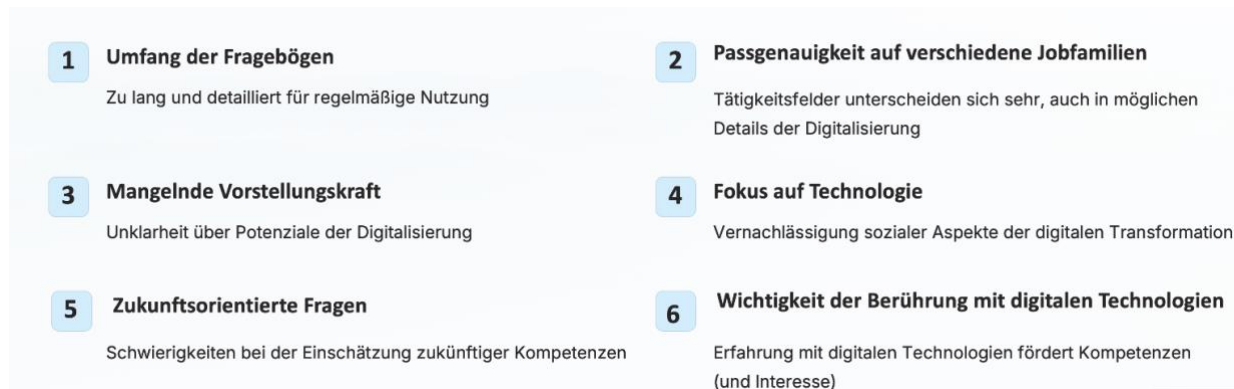 1
Umfang der Fragebögen
Zu lang und detailliert für regelmäßige Nutzung
2
Passgenauigkeit auf verschiedene Jobfamilien
Tätigkeitsfelder unterscheiden sich sehr, auch in möglichen
Details der Digitalisierung
3
Mangelnde Vorstellungskraft
Unklarheit über Potenziale der Digitalisierung
4
Fokus auf Technologie
Vernachlässigung sozialer Aspekte der digitalen Transformation
5
Zukunftsorientierte Fragen
Schwierigkeiten bei der Einschätzung zukünftiger Kompetenzen
6
Wichtigkeit der Berührung mit digitalen Technologien
Erfahrung mit digitalen Technologien fördert Kompetenzen
(und Interesse)